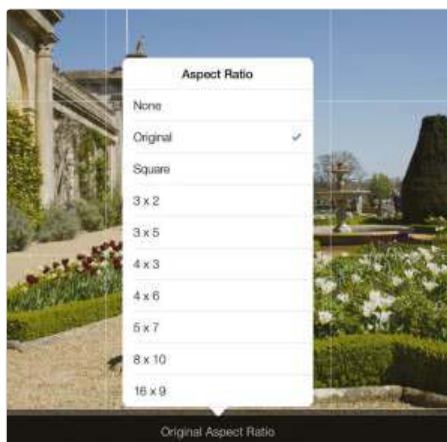 Aspect Ratio
None
Original
Square
3 x 2
3 x 5
4 x 3
4 x 6
5 x 7
8 x 10
16 x 9
Original Aspect Ratio